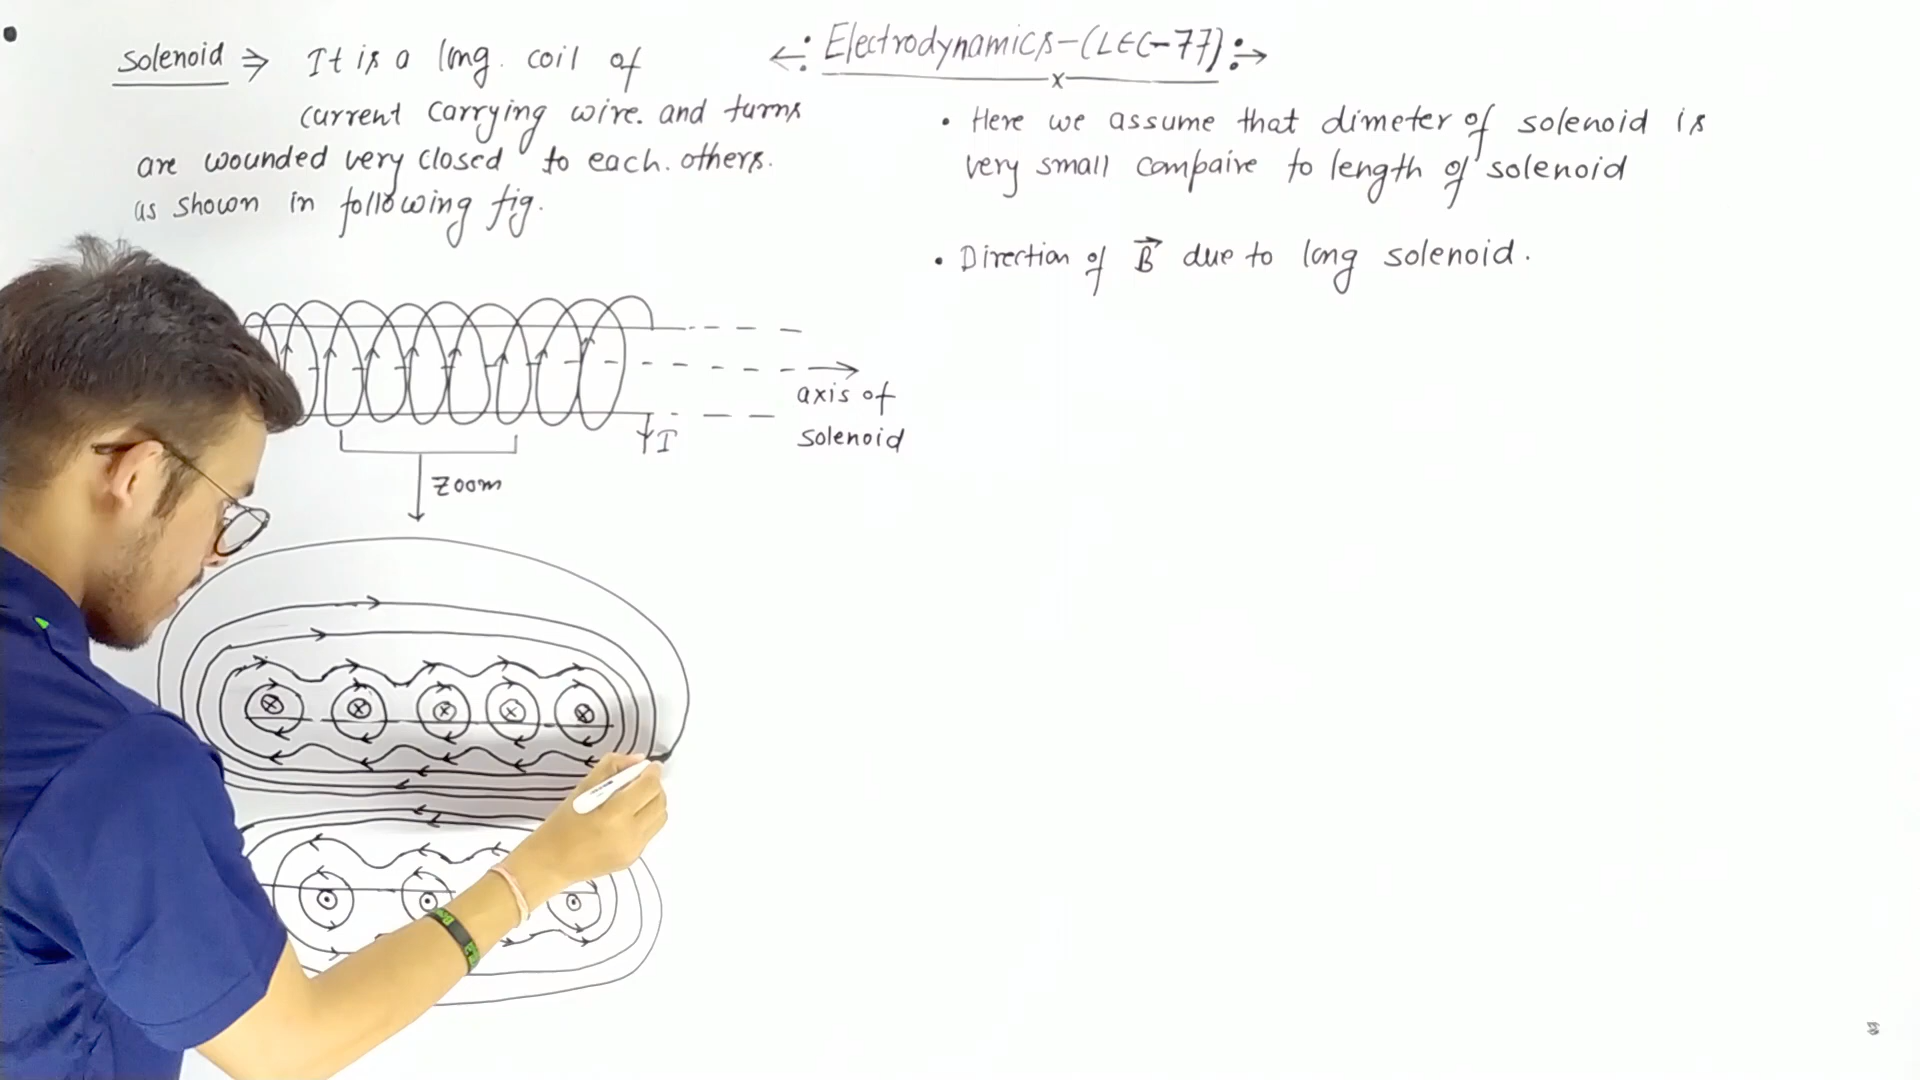 Electrodynamics-(LEC-77)
Solenoid ⇒ It is a long. coil of
current carrying wire. and turns
are wounded very closed to each. others.
as shown in following fig.
• Here we assume that dimeter of solenoid is
very small compaire to length of solenoid
• Direction of B⃗ due to long solenoid.
axis of
solenoid
I
Zoom